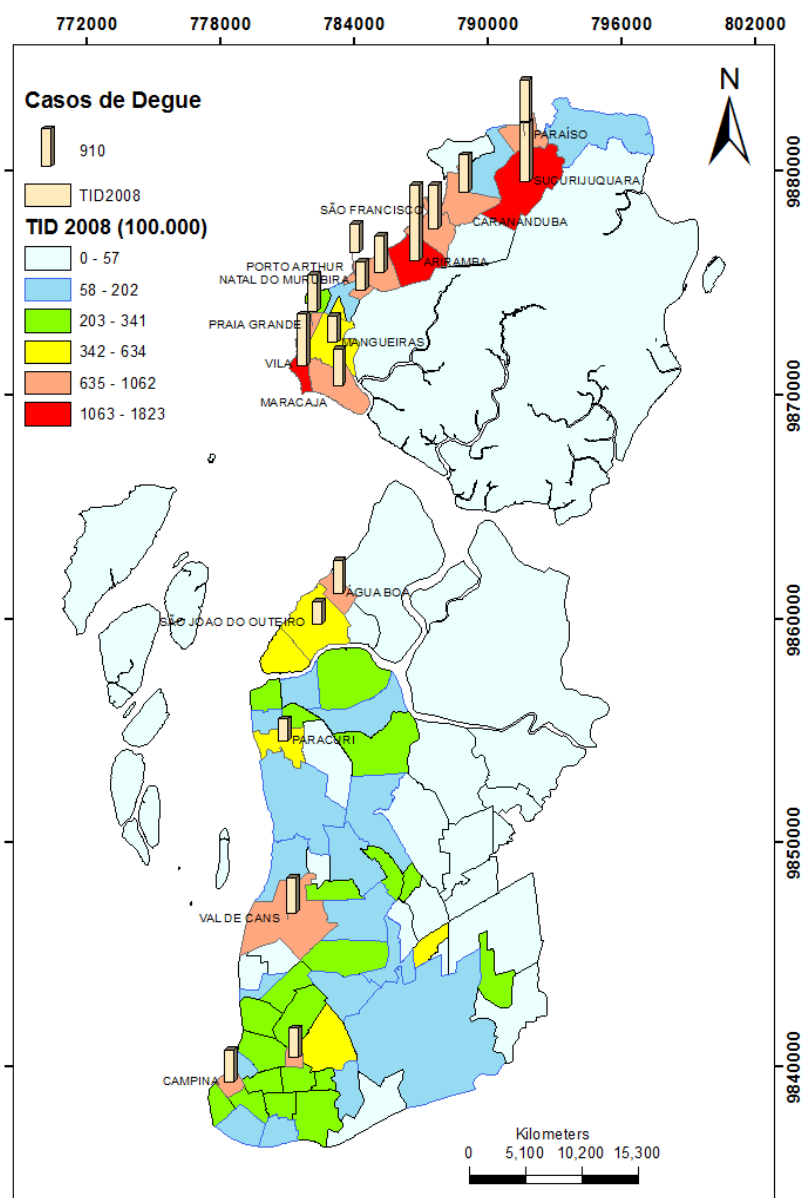 772000 778000 784000 790000 796000 802000
Casos de Degue
910
TID2008
TID 2008 (100.000)
0 - 57
58 - 202
203 - 341
342 - 634
635 - 1062
1063 - 1823
N
PARAÍSO
SUCURIJUQUARA
SÃO FRANCISCO
CARANANDUBA
ARIRAMBA
PORTO ARTHUR
NATAL DO MURUBIRA
PRAIA GRANDE
MANGUEIRAS
VILA
MARACAJA
ÁGUA BOA
SÃO JOAO DO OUTEIRO
PARACURI
VAL DE CANS
CAMPINA
9880000
9870000
9860000
9850000
9840000
Kilometers
0 5,100 10,200 15,300